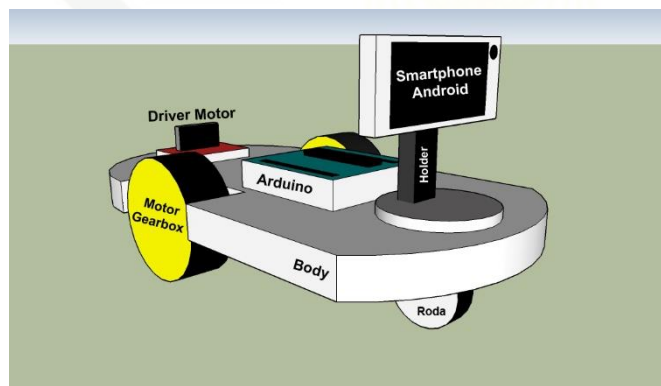 Smartphone
Android
Driver Motor
Holder
Arduino
Motor
Gearbox
Body
Roda